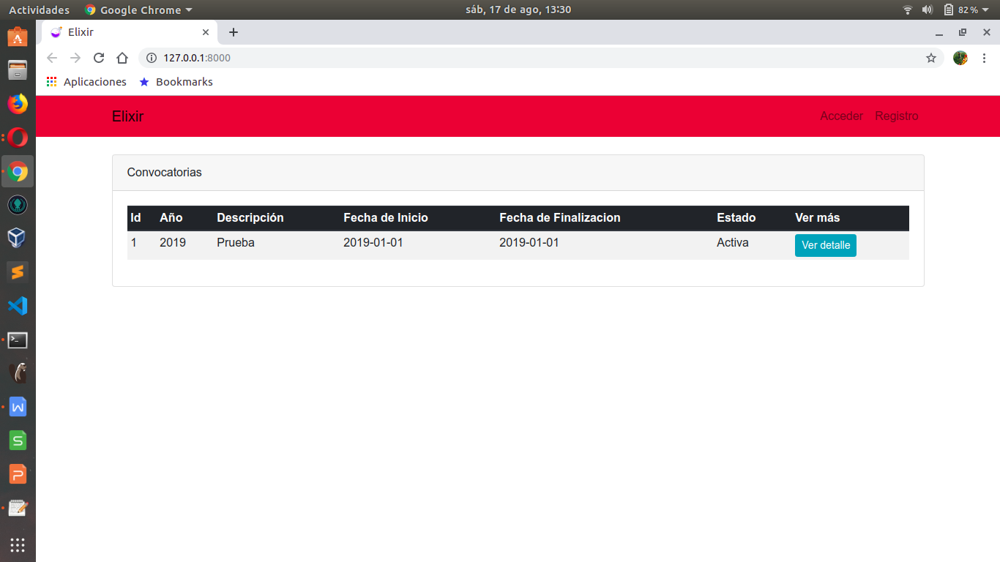 Actividades Google Chrome sáb, 17 de ago, 13:30 82 %
Elixir
127.0.0.1:8000
Aplicaciones Bookmarks
Elixir Acceder Registro
Convocatorias
Id Año Descripción Fecha de Inicio Fecha de Finalizacion Estado Ver más
1 2019 Prueba 2019-01-01 2019-01-01 Activa Ver detalle